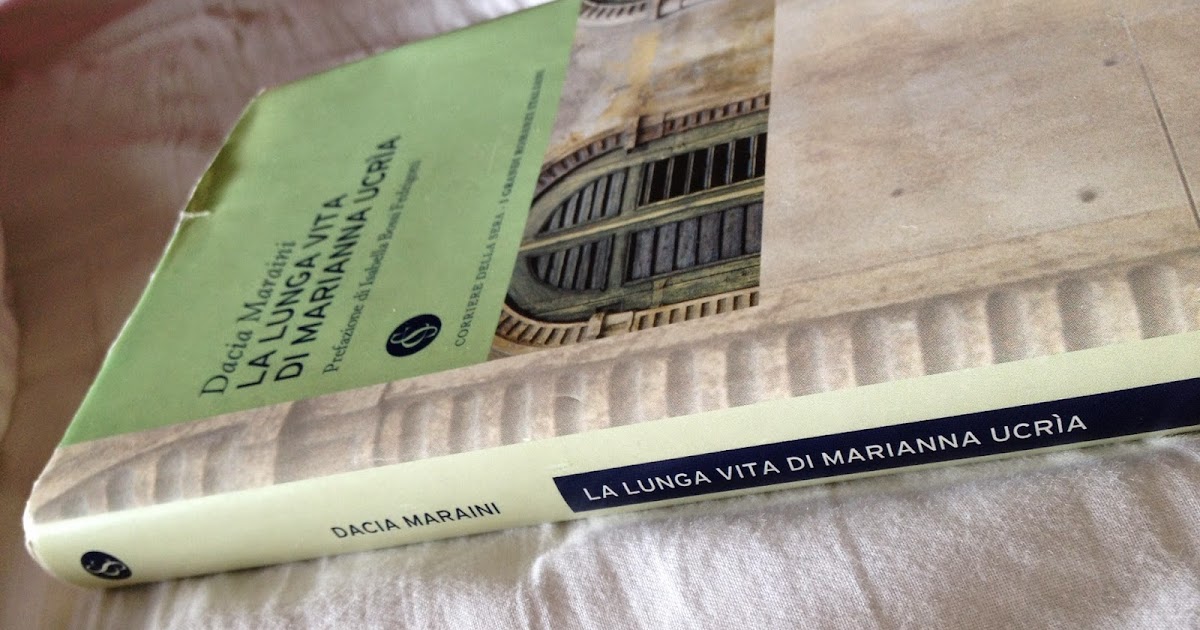 Dacia Maraini
LA LUNGA VITA
DI MARIANNA UCRÌA
Prefazione di Isabella Bossi Fedrigotti
CORRIERE DELLA SERA - I GRANDI ROMANZI ITALIANI
DACIA MARAINI
LA LUNGA VITA DI MARIANNA UCRÌA